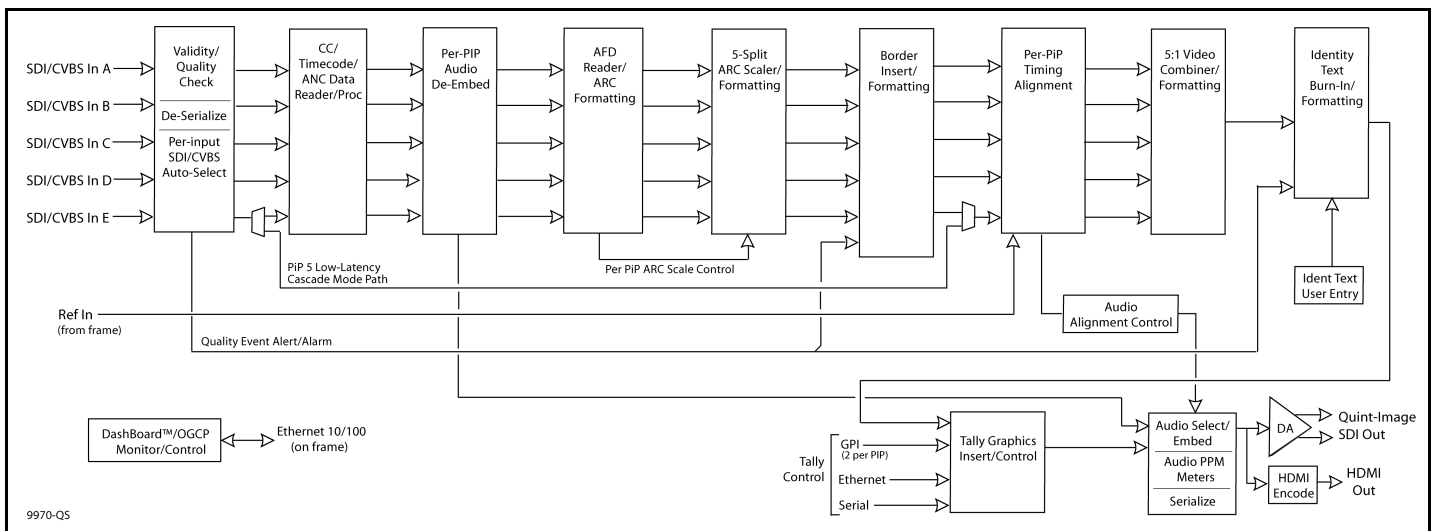 SDI/CVBS In A
SDI/CVBS In B
SDI/CVBS In C
SDI/CVBS In D
SDI/CVBS In E
Validity/
Quality
Check
De-Serialize
Per-input
SDI/CVBS
Auto-Select
CC/
Timecode/
ANC Data
Reader/Proc
Per-PIP
Audio
De-Embed
AFD
Reader/
ARC
Formatting
5-Split
ARC Scaler/
Formatting
Border
Insert/
Formatting
Per-PiP
Timing
Alignment
5:1 Video
Combiner/
Formatting
Identity
Text
Burn-In/
Formatting
PiP 5 Low-Latency
Cascade Mode Path
Per PiP ARC Scale Control
Ident Text
User Entry
Ref In
(from frame)
Audio
Alignment Control
Quality Event Alert/Alarm
DashBoard™/OGCP
Monitor/Control
Ethernet 10/100
(on frame)
Tally
Control
GPI
(2 per PIP)
Ethernet
Serial
Tally Graphics
Insert/Control
Audio Select/
Embed
Audio PPM
Meters
Serialize
DA
Quint-Image
SDI Out
HDMI
Encode
HDMI
Out
9970-QS